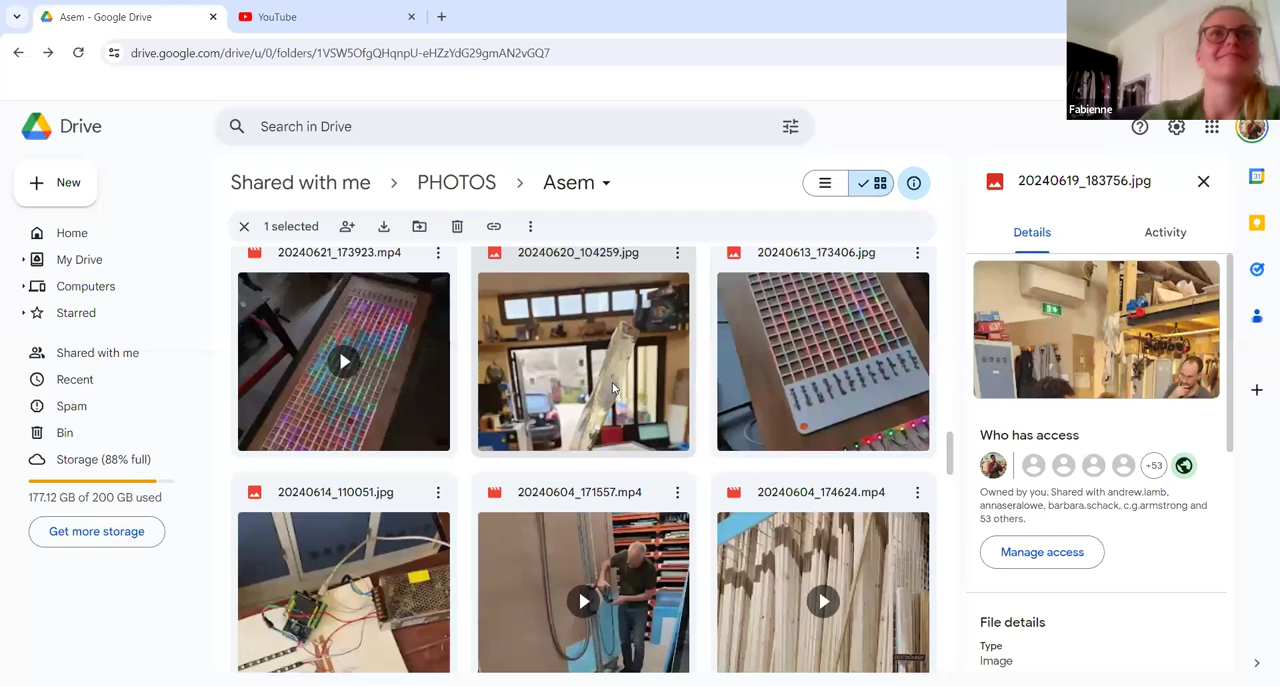 Asem - Google Drive
YouTube
drive.google.com/drive/u/0/folders/1VSW5OfgQHqnpU-eHZzYdG29gmAN2vGQ7
Fabienne
Drive
Search in Drive
New
Shared with me
PHOTOS
Asem
20240619_183756.jpg
1 selected
Details
Activity
Home
My Drive
Computers
Starred
Shared with me
Recent
Spam
Bin
Storage (88% full)
177.12 GB of 200 GB used
Get more storage
20240621_173923.mp4
20240620_104259.jpg
20240613_173406.jpg
20240614_110051.jpg
20240604_171557.mp4
20240604_174624.mp4
Who has access
+53
Owned by you. Shared with andrew.lamb,
annaseralowe, barbara.schack, c.g.armstrong and
53 others.
Manage access
File details
Type
Image
31